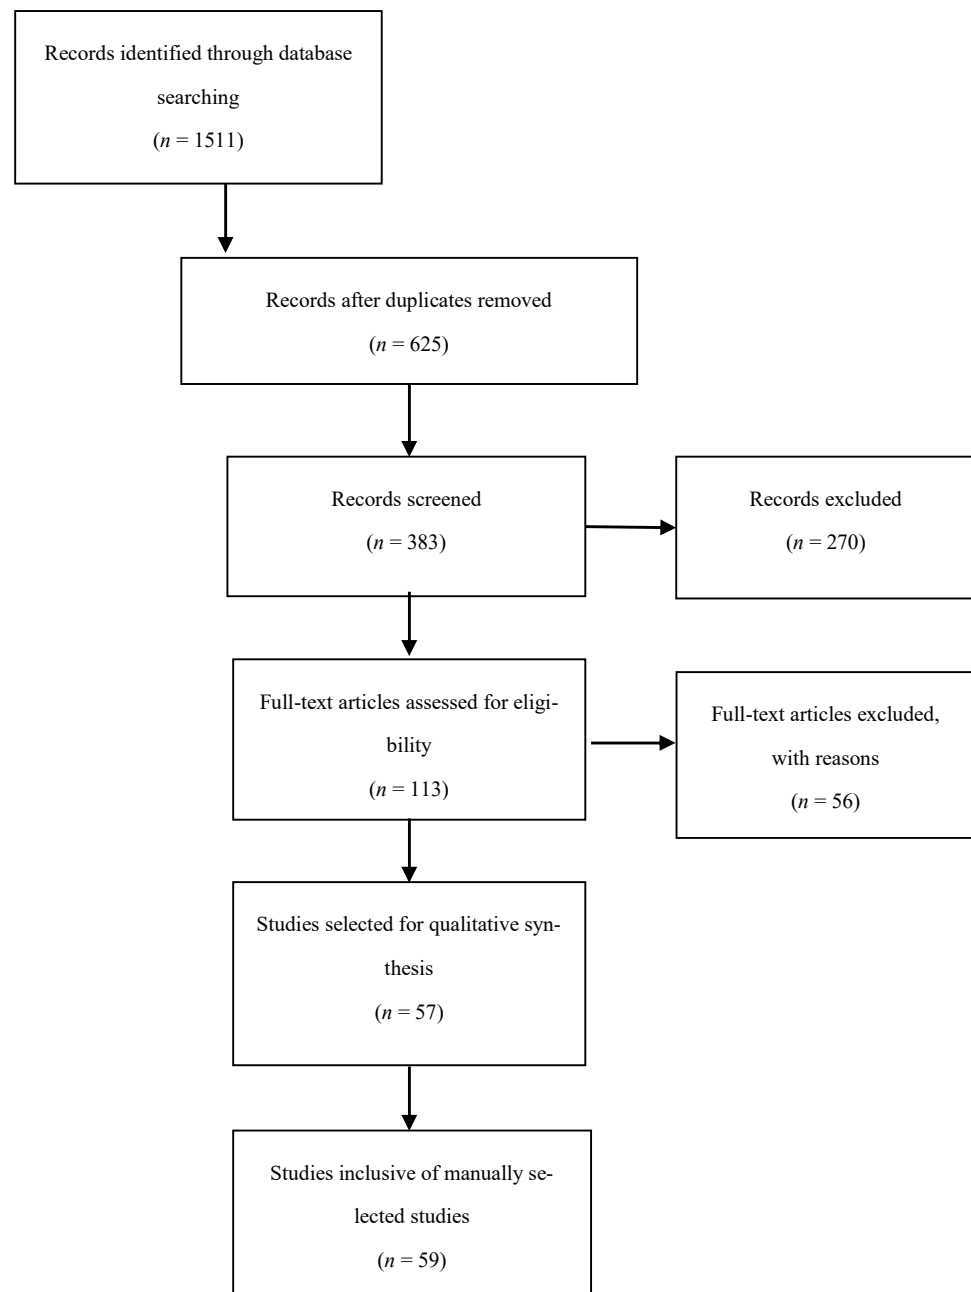 Records identified through database
searching
(n = 1511)
Records after duplicates removed
(n = 625)
Records screened
(n = 383)
Records excluded
(n = 270)
Full-text articles assessed for eligi-
bility
(n = 113)
Full-text articles excluded,
with reasons
(n = 56)
Studies selected for qualitative syn-
thesis
(n = 57)
Studies inclusive of manually se-
lected studies
(n = 59)